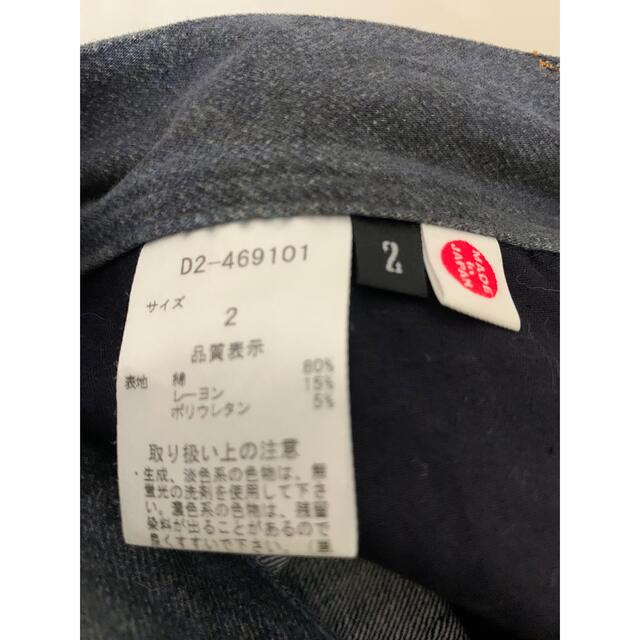 D2-469101
サイズ
2
品質表示
表地 綿 80%
レーヨン 15%
ポリウレタン 5%
取り扱い上の注意
・生成、淡色系の色物は、無
蛍光の洗剤を使用して下さ
い。濃色系の色物は、残留
染料が出ることがあるので
良くすすいで下さい。
2
MADE
in
JAPAN